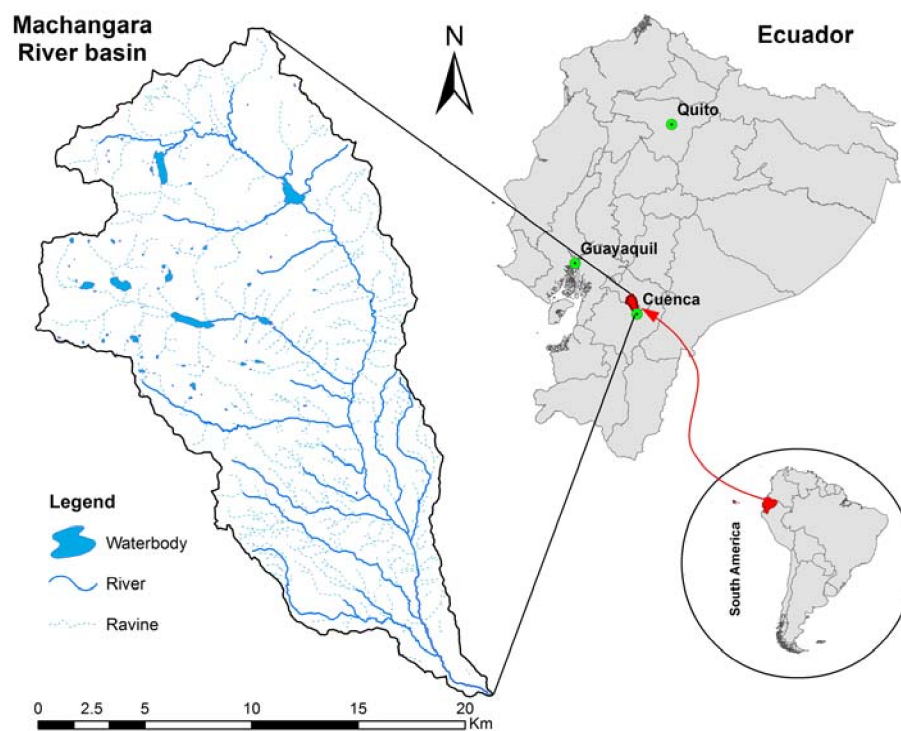 Machangara
River basin
N
Ecuador
Quito
Guayaquil
Cuenca
Legend
Waterbody
River
Ravine
South America
0 2.5 5 10 15 20
Km